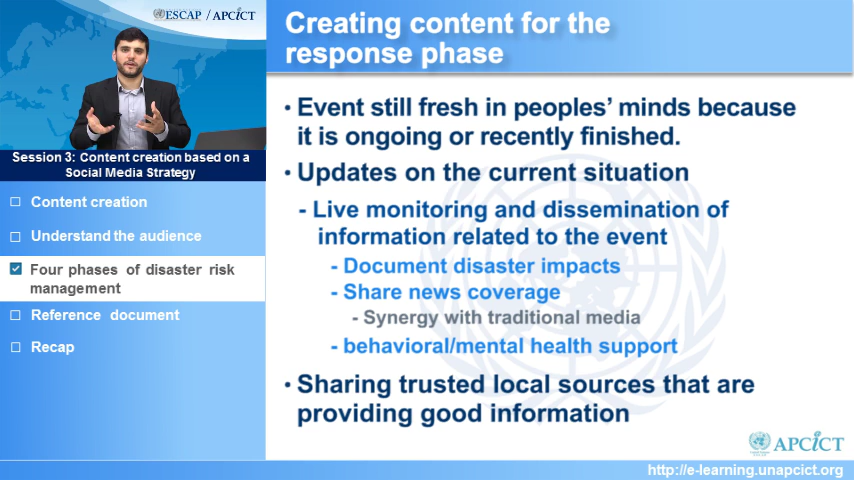 ESCAP / APCICT
Creating content for the
response phase
Session 3: Content creation based on a
Social Media Strategy
Content creation
Understand the audience
Four phases of disaster risk
management
Reference document
Recap
• Event still fresh in peoples' minds because
it is ongoing or recently finished.
• Updates on the current situation
- Live monitoring and dissemination of
information related to the event
- Document disaster impacts
- Share news coverage
- Synergy with traditional media
- behavioral/mental health support
• Sharing trusted local sources that are
providing good information
APCICT
http://e-learning.unapcict.org